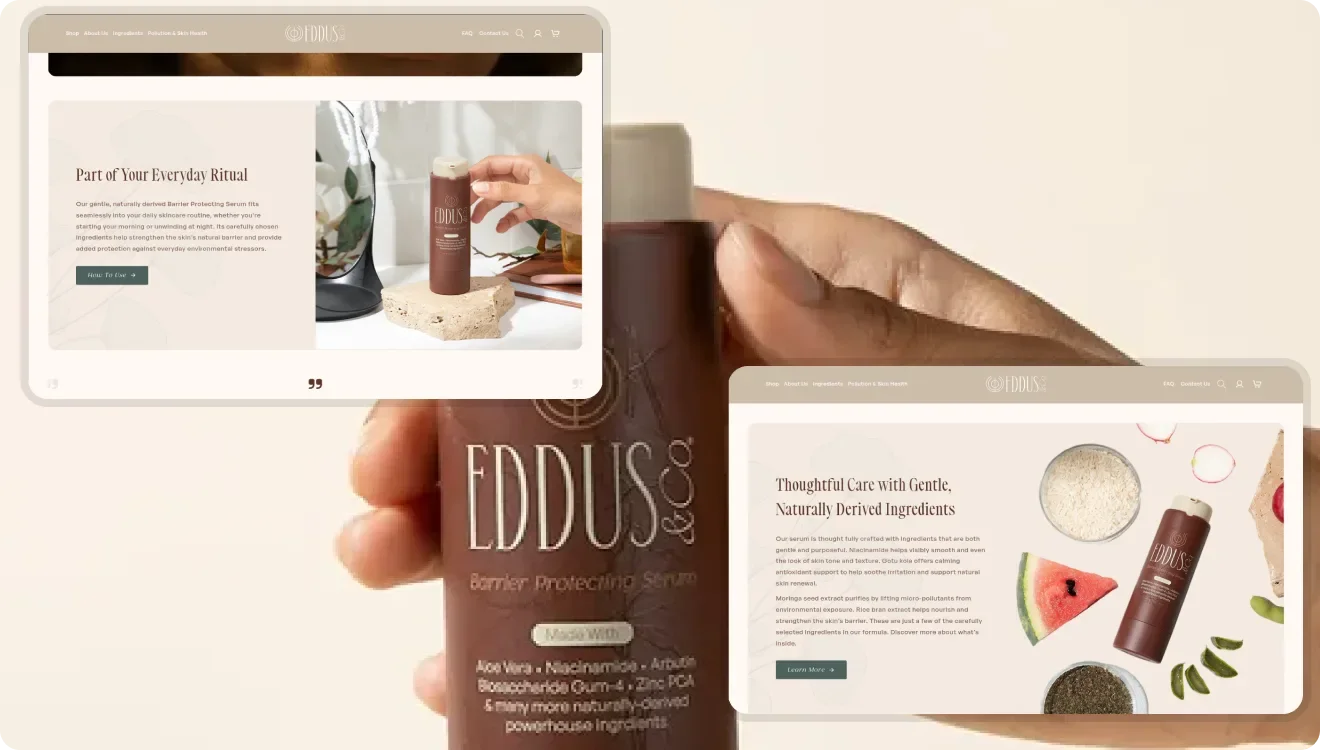 Shop About Us Ingredients Pollution & Skin Health
EDDUS &CO.
FAQ Contact Us
Part of Your Everyday Ritual
Our gentle, naturally derived Barrier Protecting Serum fits
seamlessly into your daily skincare routine, whether you're
starting your morning or unwinding at night. Its carefully chosen
ingredients help strengthen the skin's natural barrier and provide
added protection against everyday environmental stressors.
How To Use →
EDDUS
”
EDDUS &CO.
Barrier Protecting Serum
Made With
Aloe Vera • Niacinamide • Arbutin
Biosaccharide Gum-4 • Zinc PCA
& many more naturally-derived
powerhouse ingrdients
Shop About Us Ingredients Pollution & Skin Health
EDDUS &CO.
FAQ Contact Us
Thoughtful Care with Gentle,
Naturally Derived Ingredients
Our serum is thought fully crafted with ingredients that are both
gentle and purposeful. Niacinamide helps visibly smooth and even
the look of skin tone and texture. Gotu kola offers calming
antioxidant support to help soothe irritation and support natural
skin renewal.
Moringa seed extract purifies by lifting micro-pollutants from
environmental exposure. Rice bran extract helps nourish and
strengthen the skin's barrier. These are just a few of the carefully
selected ingredients in our formula. Discover more about what's
inside.
Learn More →
EDDUS